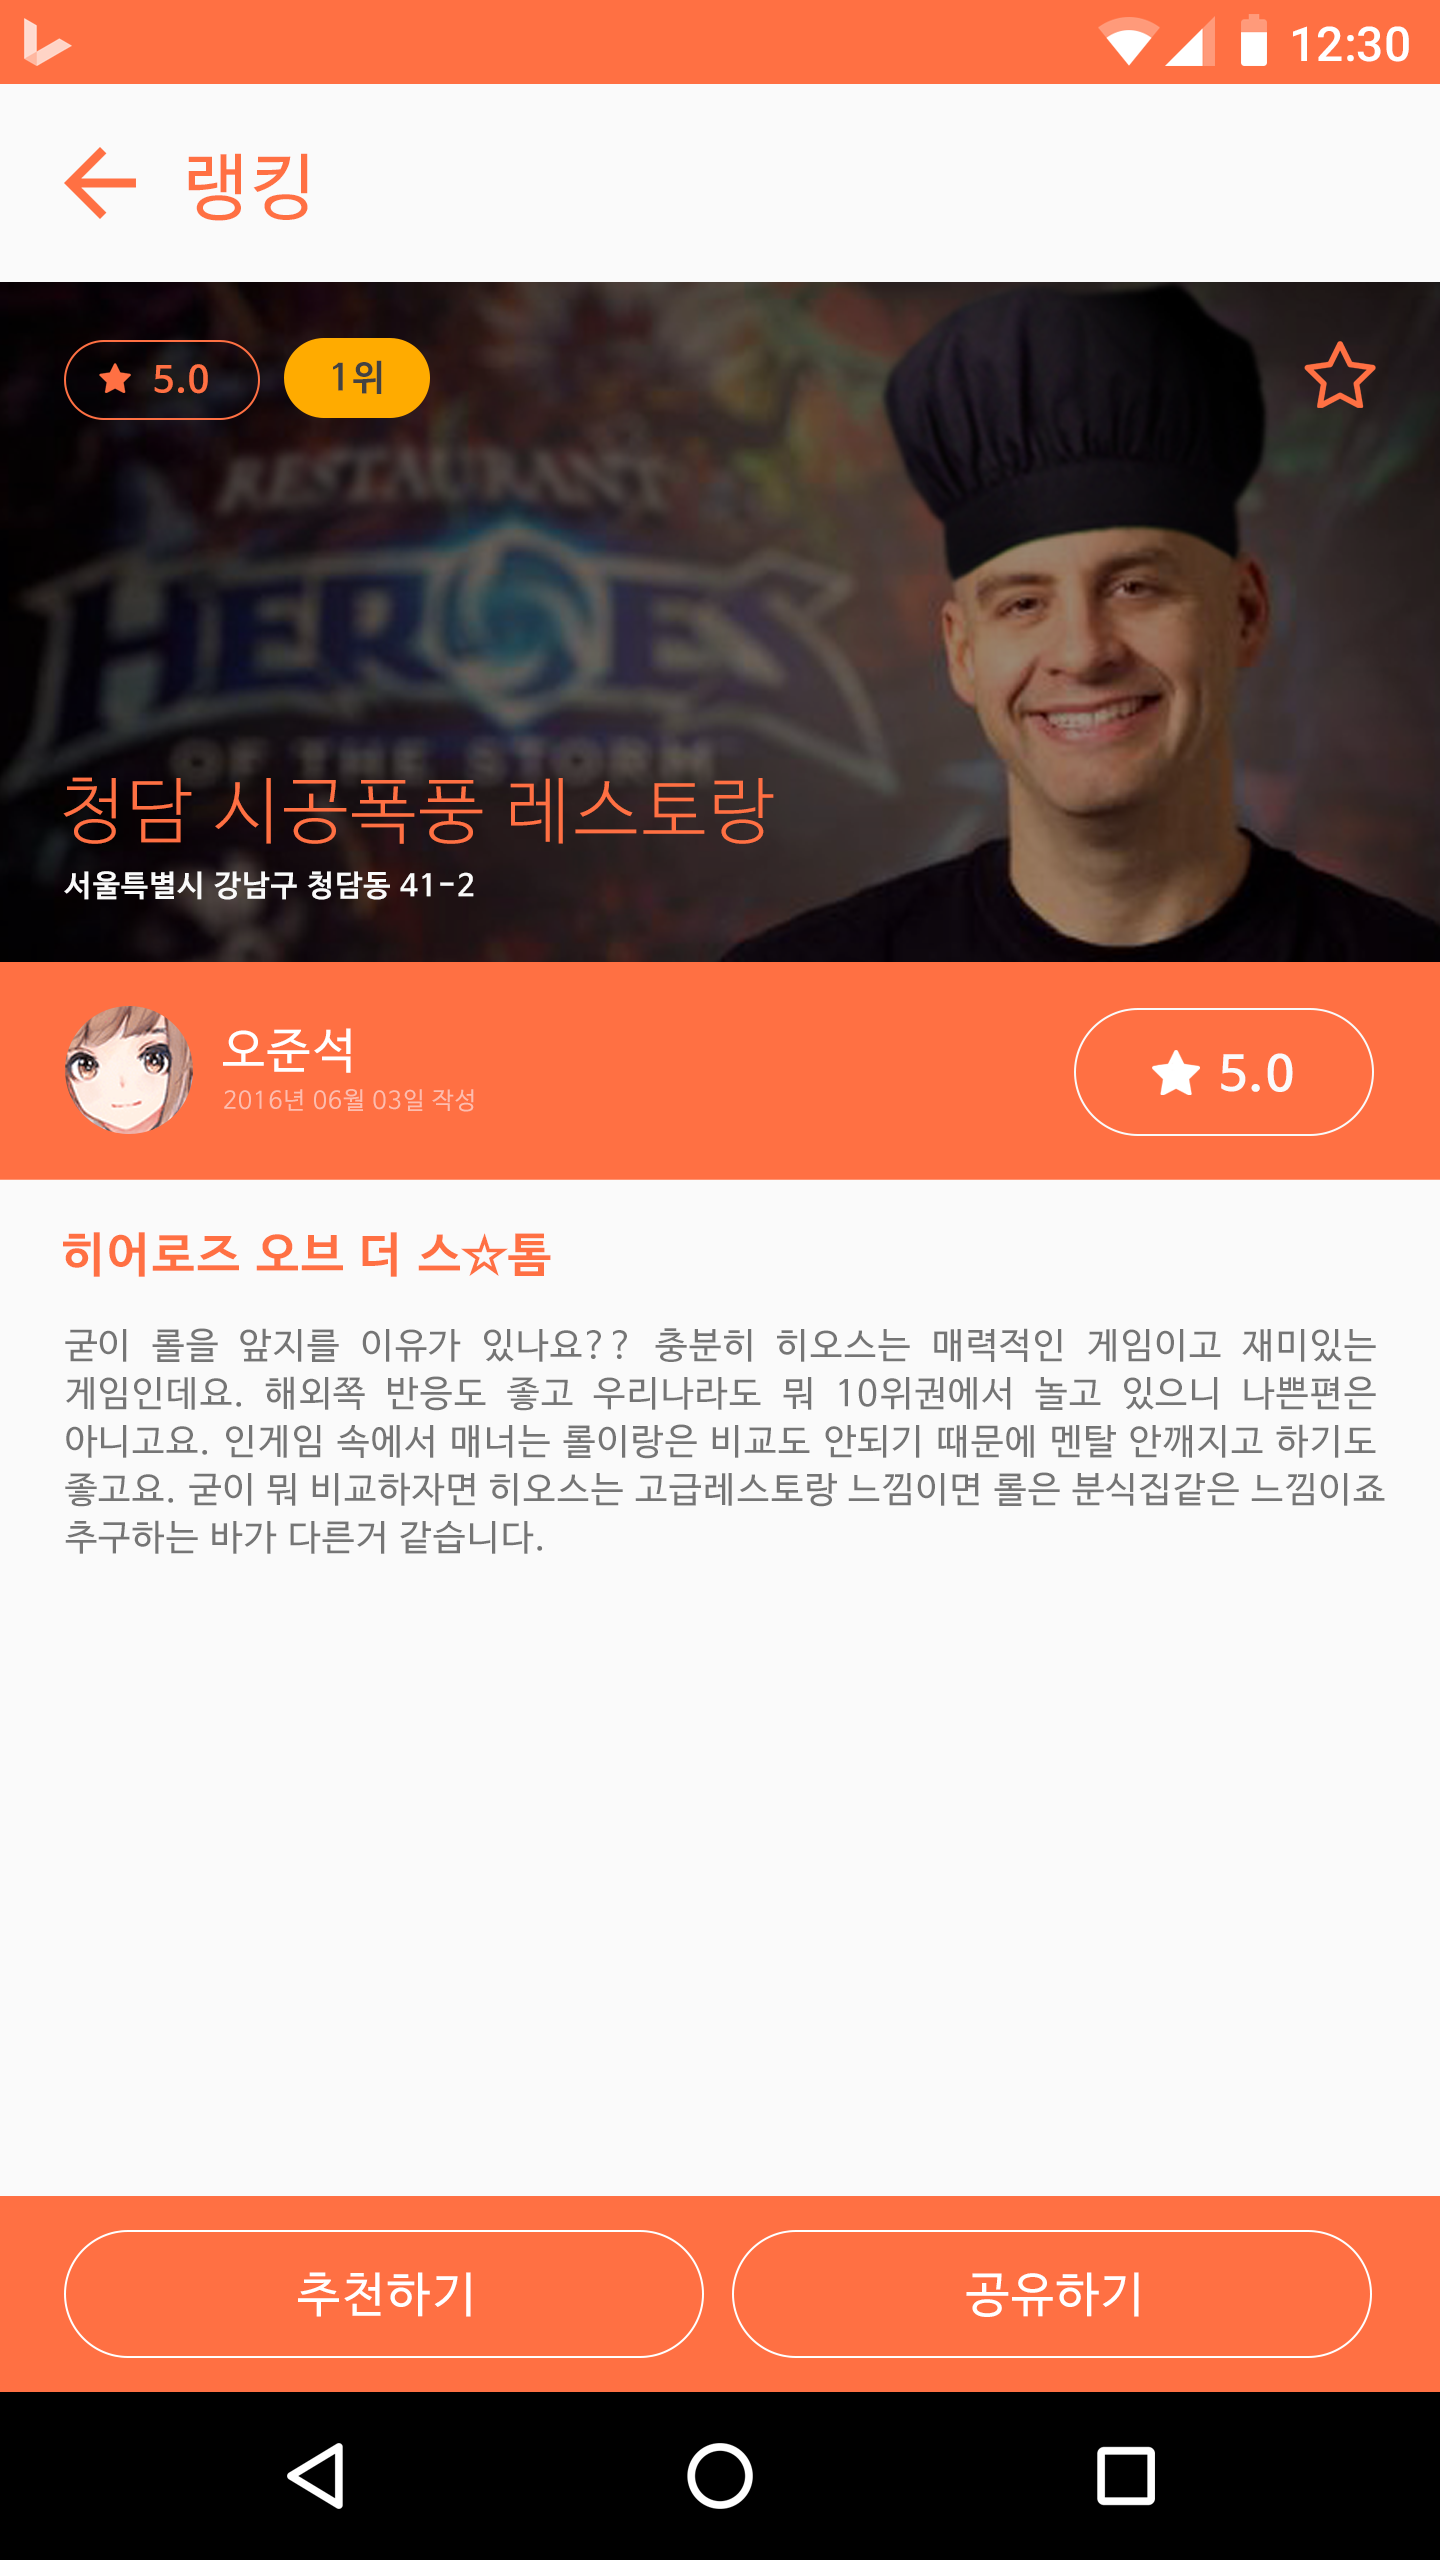 12:30
랭킹
5.0
1위
RESTAURANT
HEROES
OF THE STORM
청담 시공폭풍 레스토랑
서울특별시 강남구 청담동 41-2
오준석
2016년 06월 03일 작성
5.0
히어로즈 오브 더 스☆톰
굳이 롤을 앞지를 이유가 있나요?? 충분히 히오스는 매력적인 게임이고 재미있는
게임인데요. 해외쪽 반응도 좋고 우리나라도 뭐 10위권에서 놀고 있으니 나쁜편은
아니고요. 인게임 속에서 매너는 롤이랑은 비교도 안되기 때문에 멘탈 안깨지고 하기도
좋고요. 굳이 뭐 비교하자면 히오스는 고급레스토랑 느낌이면 롤은 분식집같은 느낌이죠
추구하는 바가 다른거 같습니다.
추천하기
공유하기